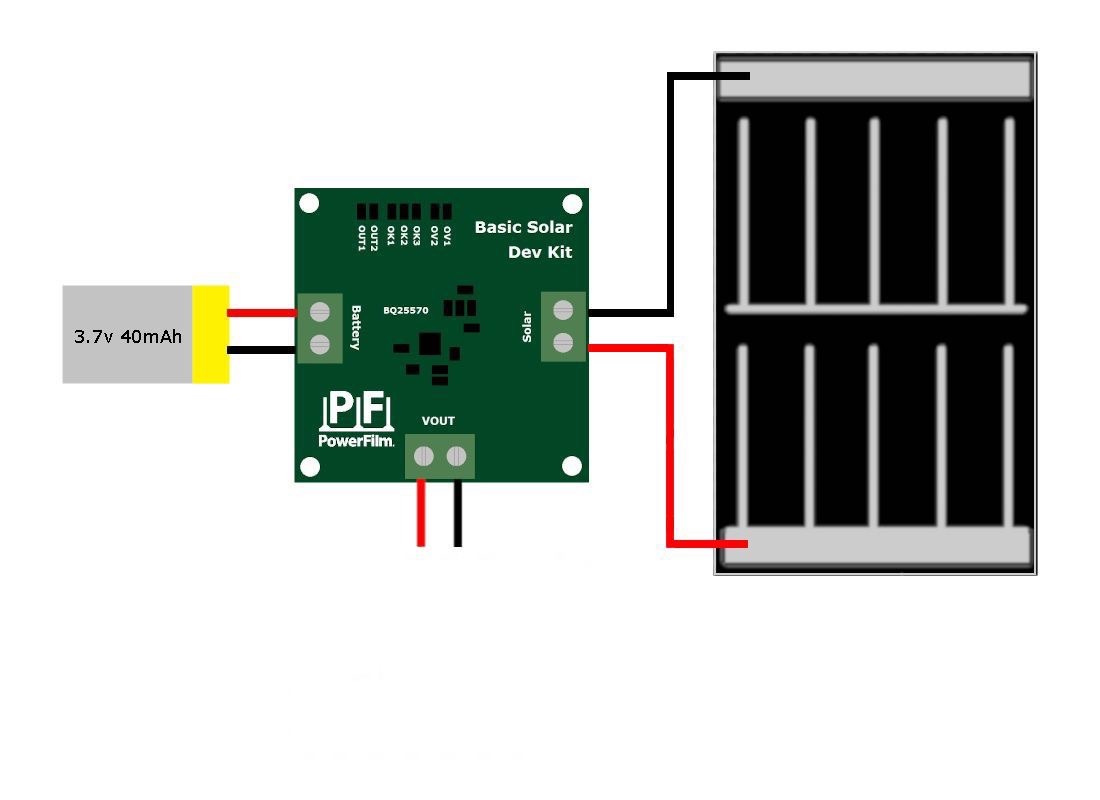 Basic Solar
Dev Kit
OUT1
OUT2
OK1
OK2
OK3
OV2
OV1
3.7v 40mAh
Battery
BQ25570
Solar
PF
PowerFilm.
VOUT